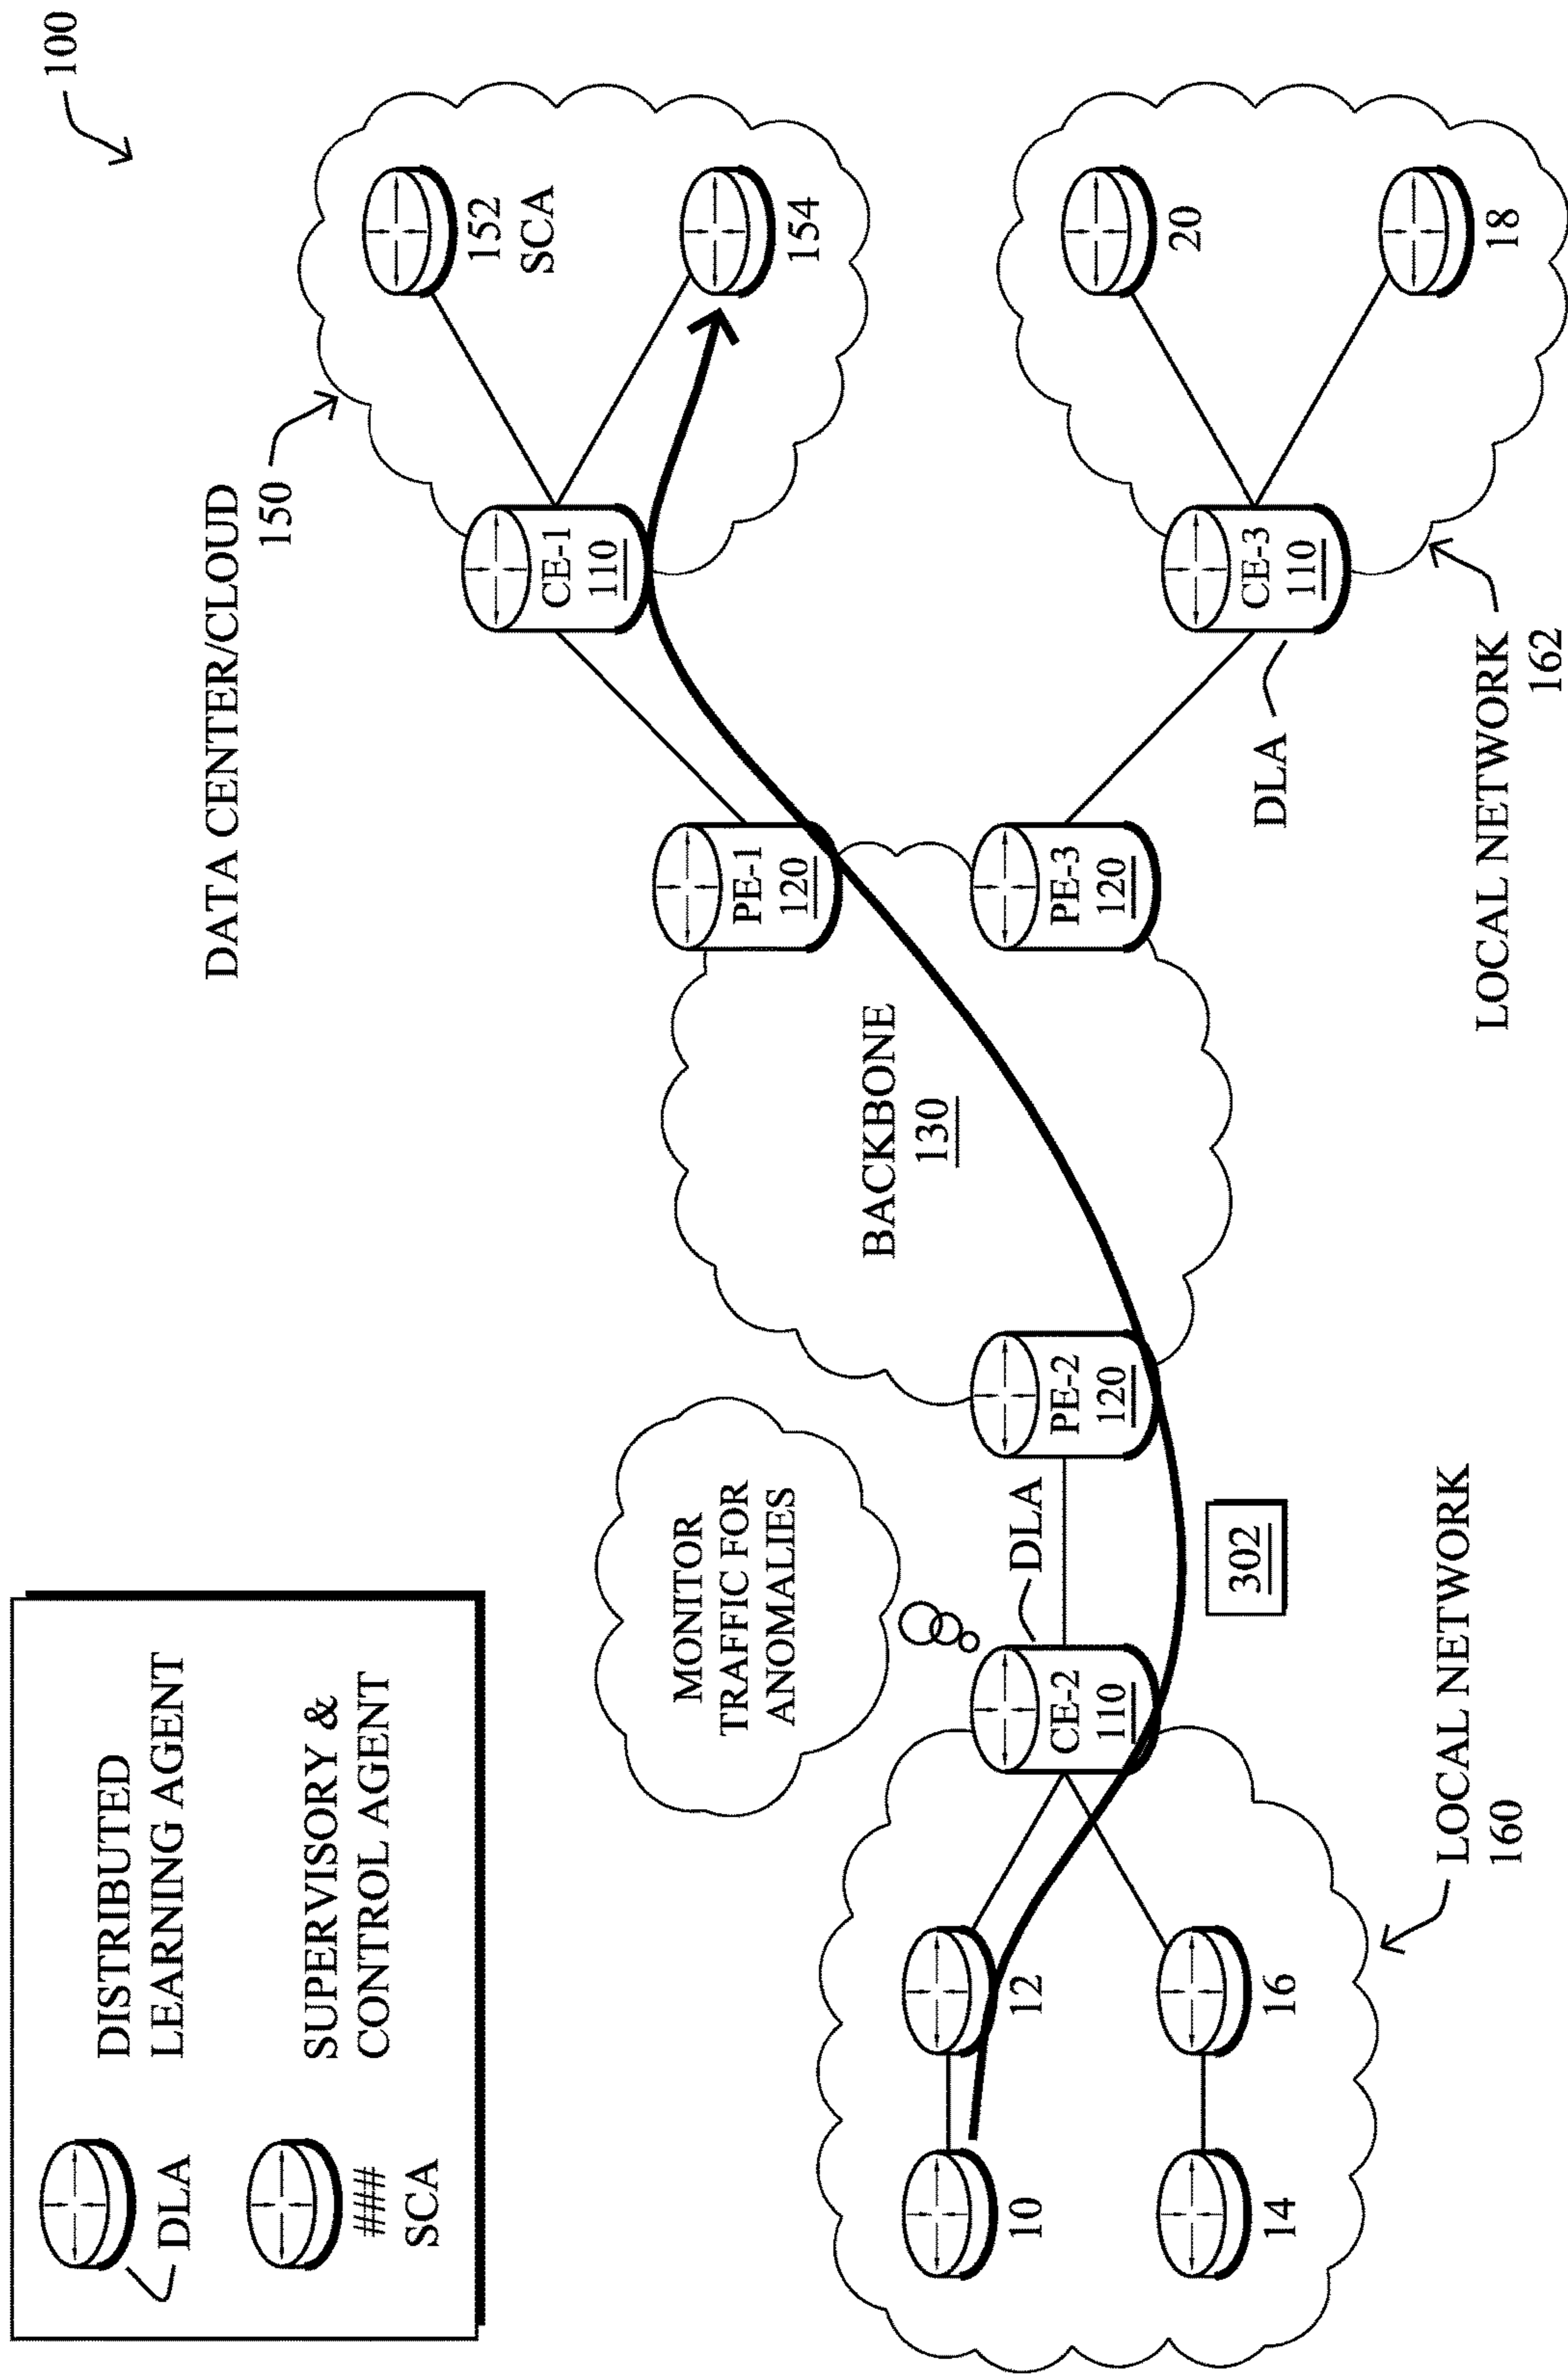 100
DLA
DISTRIBUTED
LEARNING AGENT
###
SCA
SUPERVISORY &
CONTROL AGENT
DATA CENTER/CLOUD
150
152
SCA
154
CE-1
110
PE-1
120
MONITOR
TRAFFIC FOR
ANOMALIES
BACKBONE
130
10
12
14
16
CE-2
110
DLA
PE-2
120
PE-3
120
302
CE-3
110
DLA
20
18
LOCAL NETWORK
160
LOCAL NETWORK
162